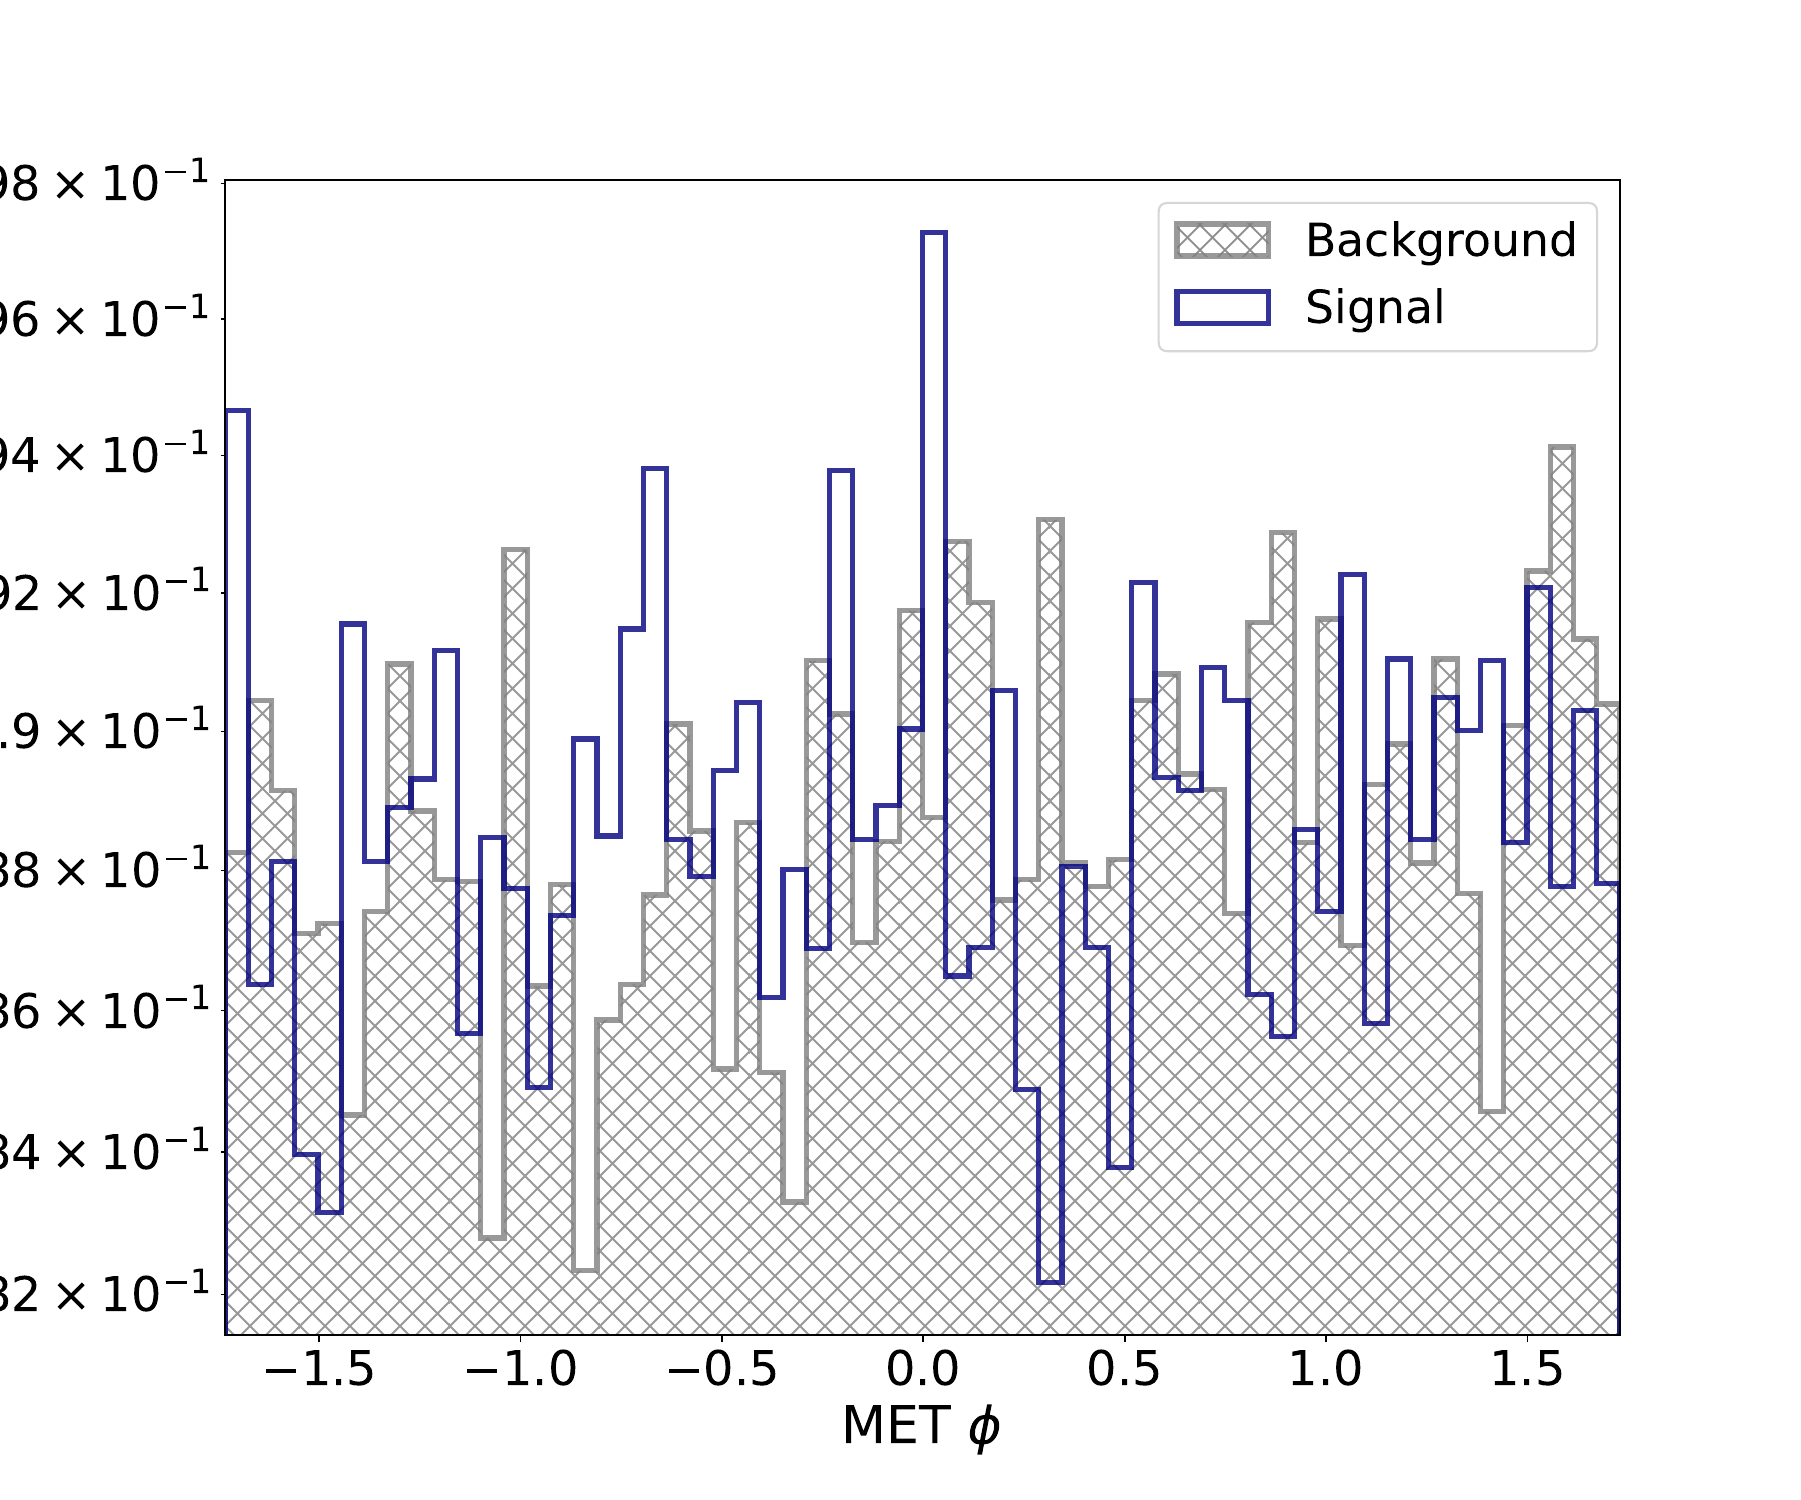 98 × 10⁻¹
Background
Signal
96 × 10⁻¹
94 × 10⁻¹
92 × 10⁻¹
.9 × 10⁻¹
88 × 10⁻¹
86 × 10⁻¹
84 × 10⁻¹
82 × 10⁻¹
−1.5 −1.0 −0.5 0.0 0.5 1.0 1.5
MET ϕ